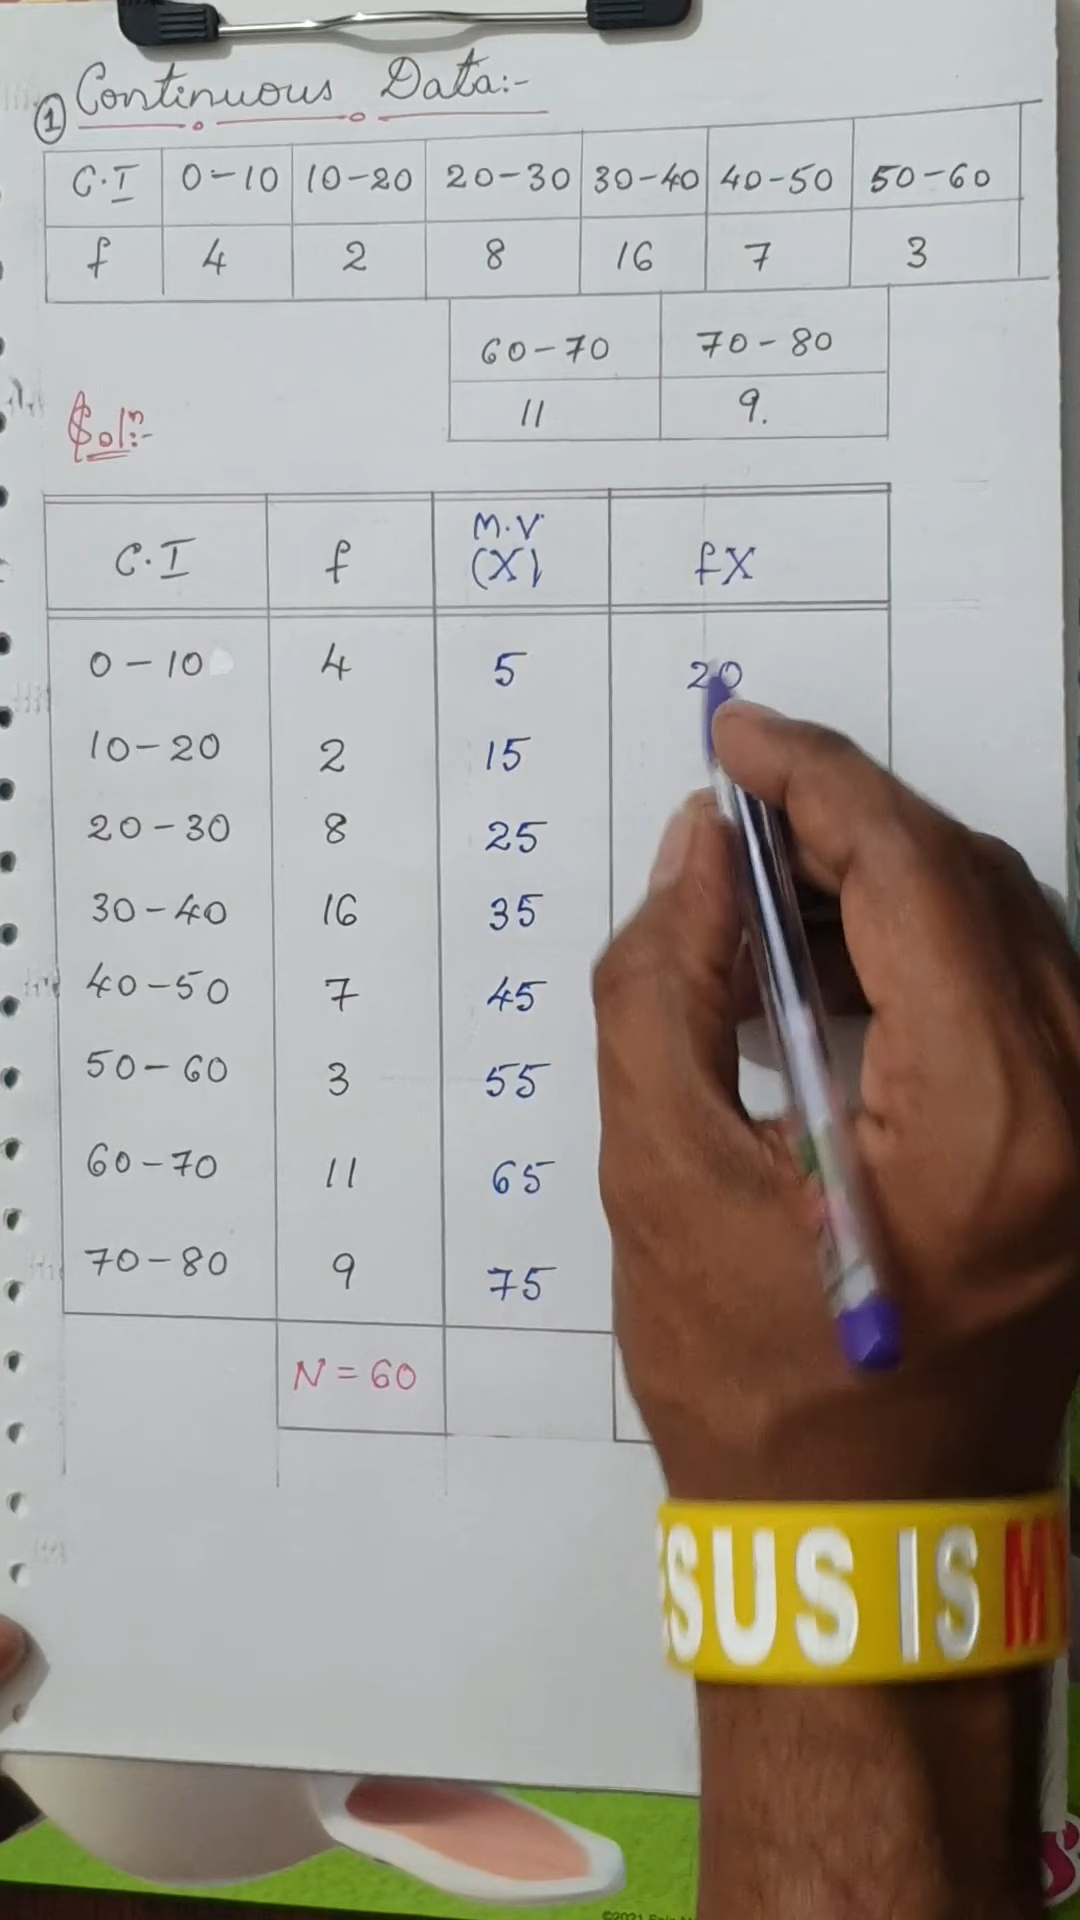 ① Continuous Data:-
C.I 0-10 10-20 20-30 30-40 40-50 50-60
f 4 2 8 16 7 3
60-70 70-80
11 9.
Solⁿ:-
C.I f M.V. (X) fX
0-10 4 5 20
10-20 2 15
20-30 8 25
30-40 16 35
40-50 7 45
50-60 3 55
60-70 11 65
70-80 9 75
N = 60
SUS IS MY